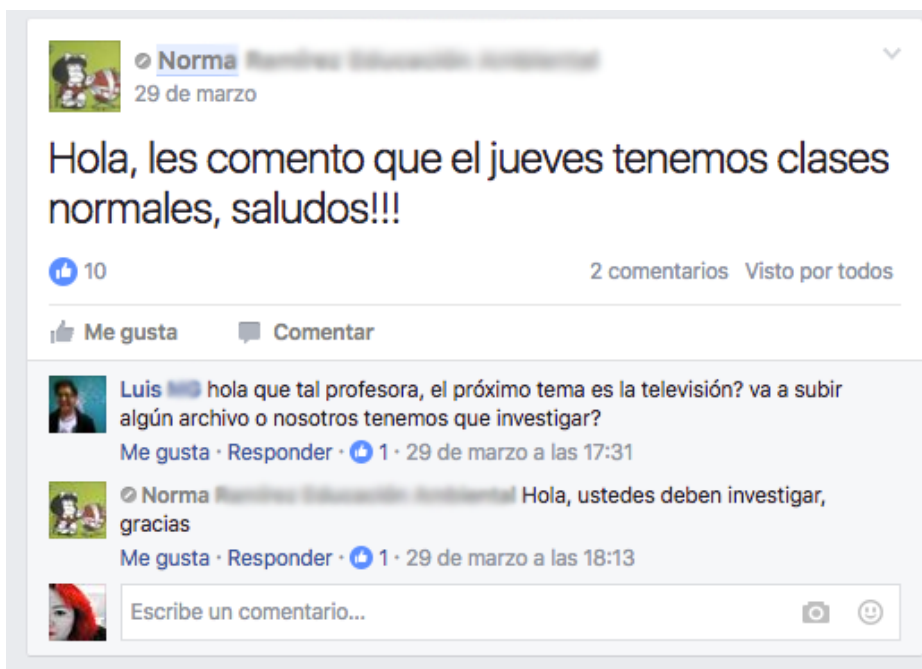 Norma
29 de marzo
Hola, les comento que el jueves tenemos clases
normales, saludos!!!
10
2 comentarios Visto por todos
Me gusta Comentar
Luis hola que tal profesora, el próximo tema es la televisión? va a subir
algún archivo o nosotros tenemos que investigar?
Me gusta · Responder · 1 · 29 de marzo a las 17:31
Norma Hola, ustedes deben investigar,
gracias
Me gusta · Responder · 1 · 29 de marzo a las 18:13
Escribe un comentario...